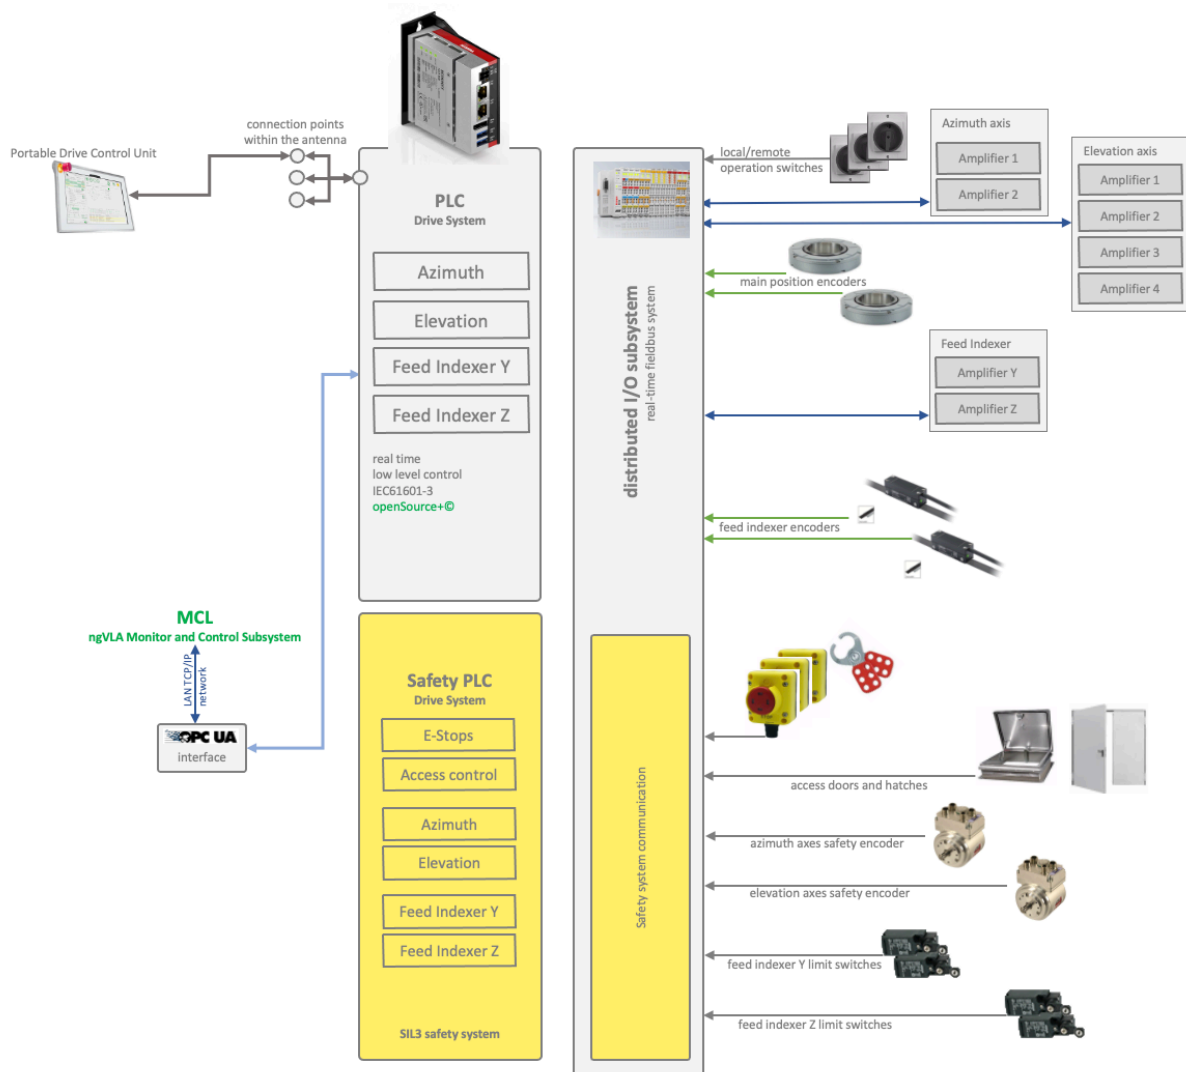 Portable Drive Control Unit
connection points
within the antenna
PLC
Drive System
Azimuth
Elevation
Feed Indexer Y
Feed Indexer Z
real time
low level control
IEC61601-3
openSource+©
MCL
ngVLA Monitor and Control Subsystem
LAN TCP/IP
network
OPC UA
interface
Safety PLC
Drive System
E-Stops
Access control
Azimuth
Elevation
Feed Indexer Y
Feed Indexer Z
SIL3 safety system
distributed I/O subsystem
real-time fieldbus system
Safety system communication
local/remote
operation switches
Azimuth axis
Amplifier 1
Amplifier 2
Elevation axis
Amplifier 1
Amplifier 2
Amplifier 3
Amplifier 4
main position encoders
Feed Indexer
Amplifier Y
Amplifier Z
feed indexer encoders
access doors and hatches
azimuth axes safety encoder
elevation axes safety encoder
feed indexer Y limit switches
feed indexer Z limit switches